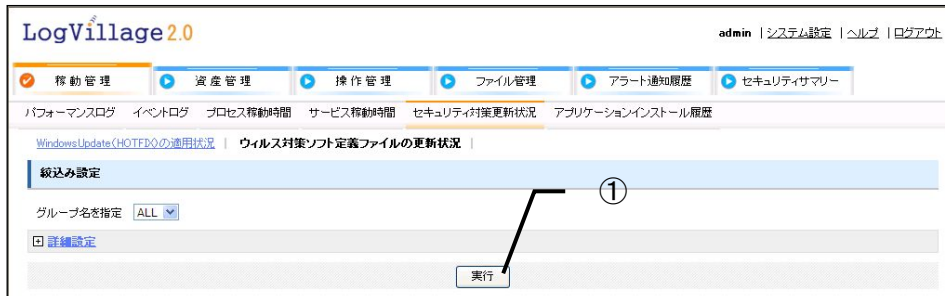 LogVillage2.0
admin | システム設定 | ヘルプ | ログアウト
稼動管理 資産管理 操作管理 ファイル管理 アラート通知履歴 セキュリティサマリー
パフォーマンスログ イベントログ プロセス稼動時間 サービス稼動時間 セキュリティ対策更新状況 アプリケーションインストール履歴
WindowsUpdate(HOTFIX)の適用状況 | ウィルス対策ソフト定義ファイルの更新状況 |
絞込み設定
①
グループ名を指定 ALL
詳細設定
実行